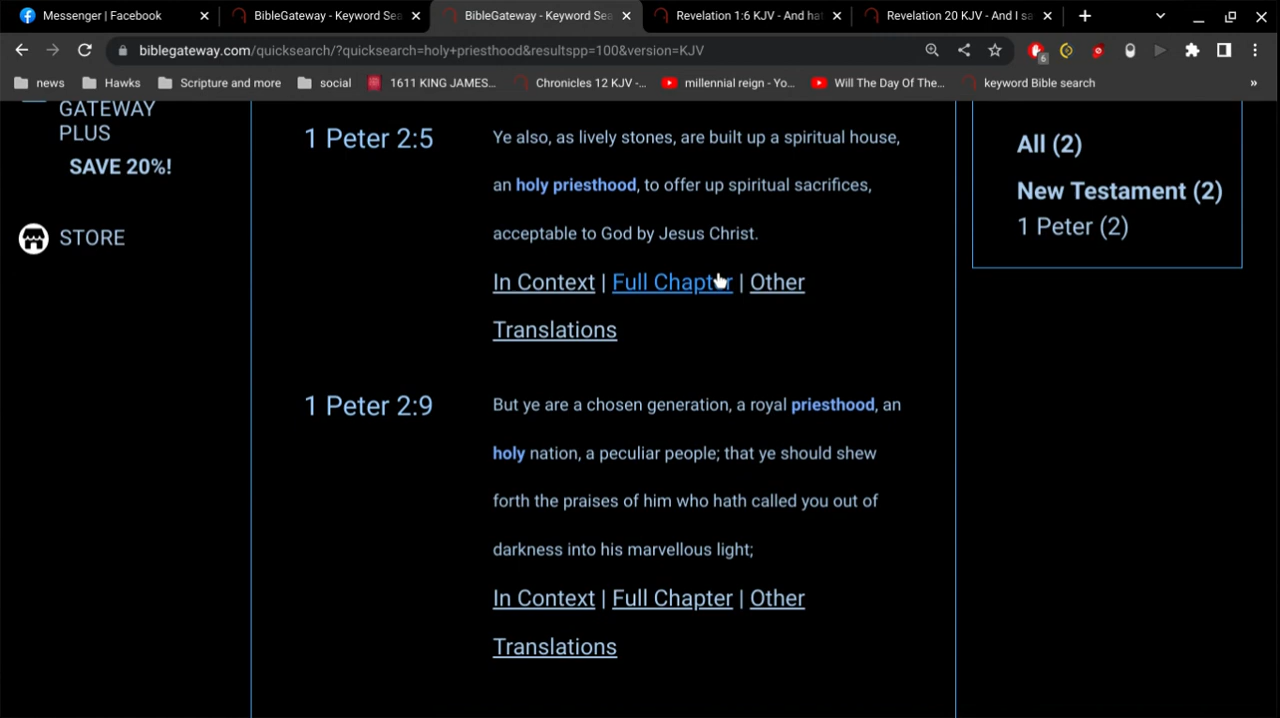 Messenger | Facebook
BibleGateway - Keyword Sea
BibleGateway - Keyword Sea
Revelation 1:6 KJV - And hat
Revelation 20 KJV - And I sa
biblegateway.com/quicksearch/?quicksearch=holy+priesthood&resultspp=100&version=KJV
6
news
Hawks
Scripture and more
social
1611 KING JAMES...
Chronicles 12 KJV -...
millennial reign - Yo...
Will The Day Of The...
keyword Bible search
»
GATEWAY
PLUS
SAVE 20%!
STORE
1 Peter 2:5
Ye also, as lively stones, are built up a spiritual house,
an holy priesthood, to offer up spiritual sacrifices,
acceptable to God by Jesus Christ.
In Context | Full Chapter | Other
Translations
1 Peter 2:9
But ye are a chosen generation, a royal priesthood, an
holy nation, a peculiar people; that ye should shew
forth the praises of him who hath called you out of
darkness into his marvellous light;
In Context | Full Chapter | Other
Translations
All (2)
New Testament (2)
1 Peter (2)